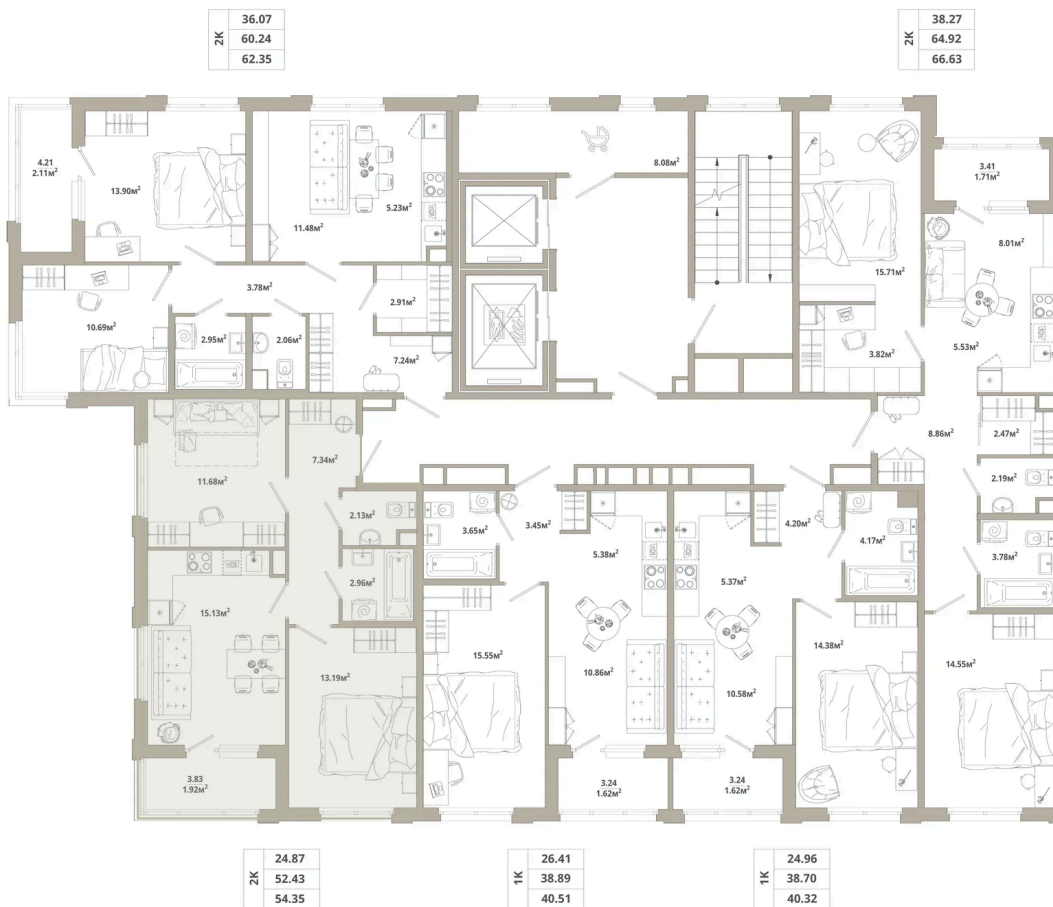 2K
36.07
60.24
62.35
2K
38.27
64.92
66.63
4.21
2.11м²
13.90м²
11.48м²
5.23м²
8.08м²
15.71м²
3.41
1.71м²
8.01м²
5.53м²
3.78м²
2.91м²
10.69м²
2.95м²
2.06м²
7.24м²
3.82м²
8.86м²
2.47м²
2.19м²
3.78м²
14.55м²
11.68м²
7.34м²
2.13м²
2.96м²
15.13м²
13.19м²
3.83
1.92м²
3.65м²
3.45м²
5.38м²
15.55м²
10.86м²
3.24
1.62м²
5.37м²
4.20м²
4.17м²
10.58м²
14.38м²
3.24
1.62м²
2K
24.87
52.43
54.35
1K
26.41
38.89
40.51
1K
24.96
38.70
40.32